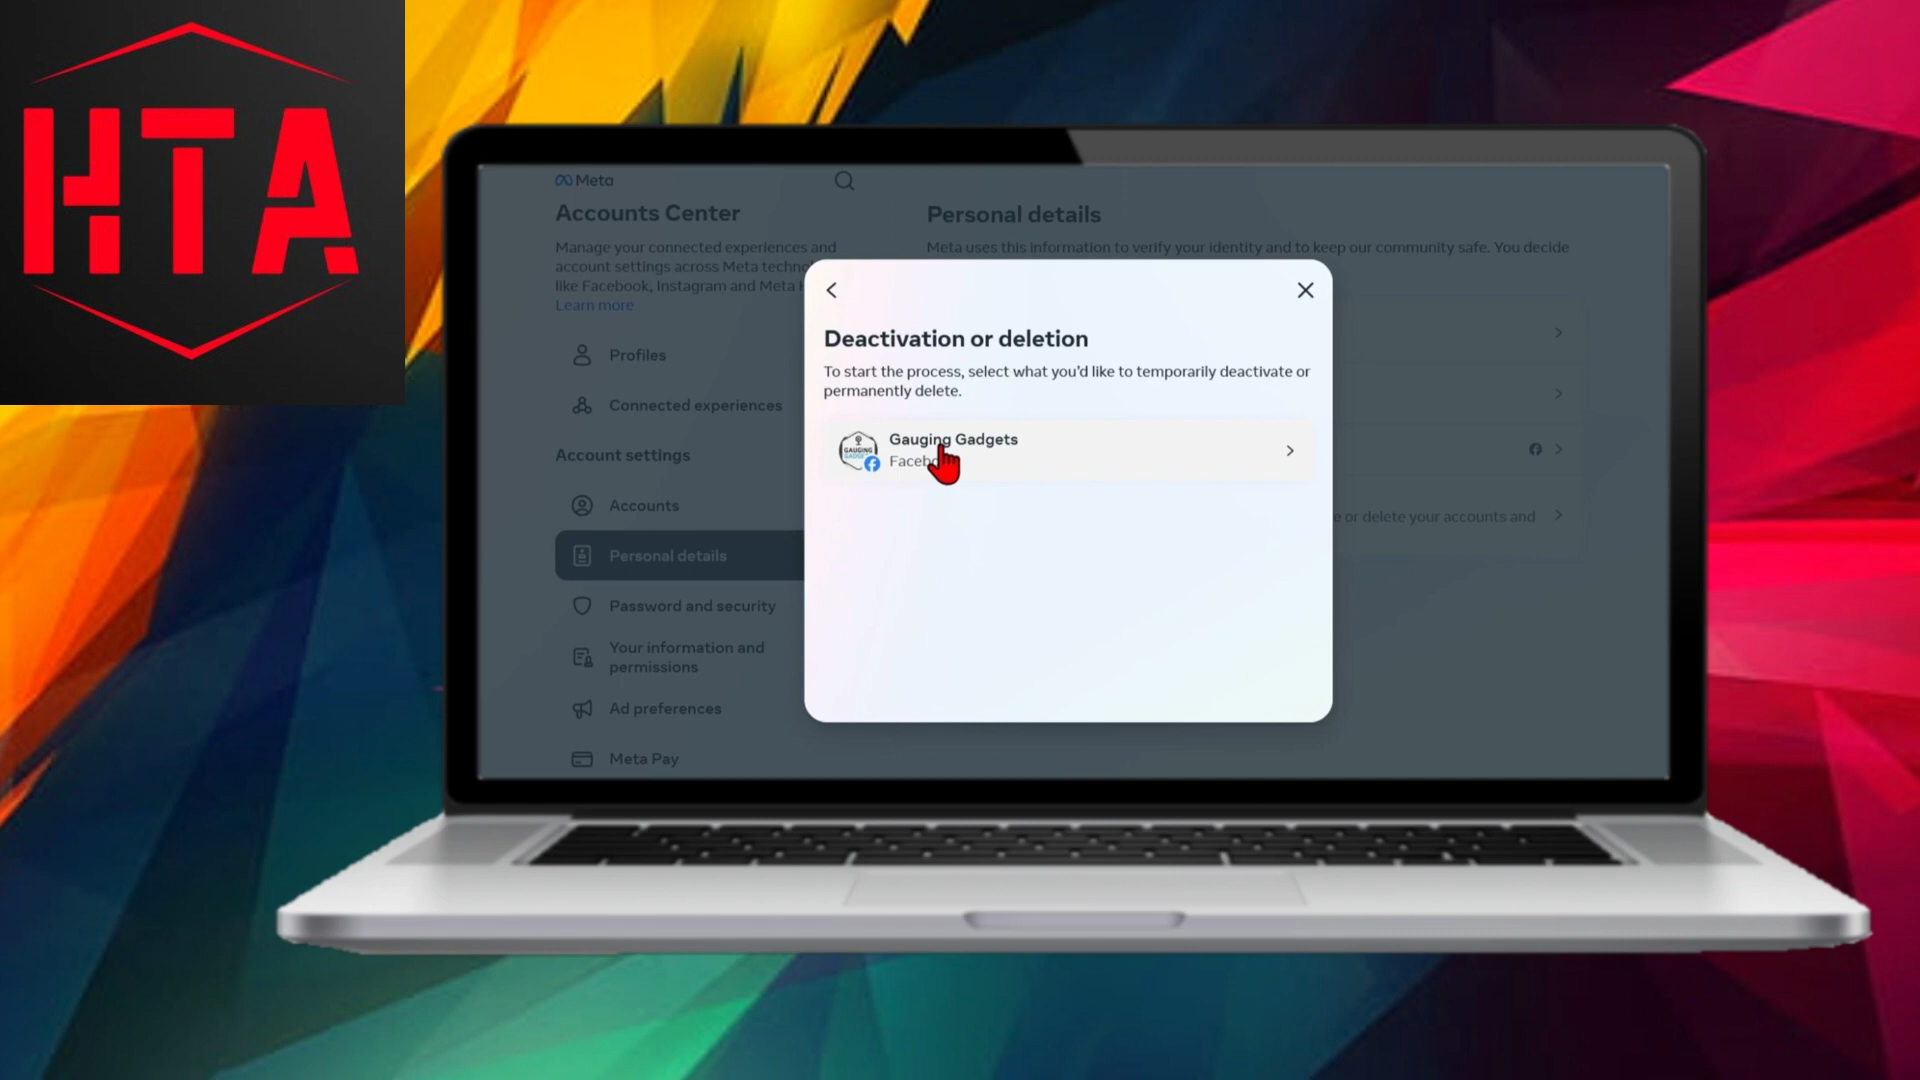 HTA
Meta
Accounts Center
Manage your connected experiences and
account settings across Meta techno
like Facebook, Instagram and Meta
Learn more
Profiles
Connected experiences
Account settings
Accounts
Personal details
Password and security
Your information and
permissions
Ad preferences
Meta Pay
Personal details
Meta uses this information to verify your identity and to keep our community safe. You decide
e or delete your accounts and
Deactivation or deletion
To start the process, select what you'd like to temporarily deactivate or
permanently delete.
GAUGING
Gauging Gadgets
Facebo